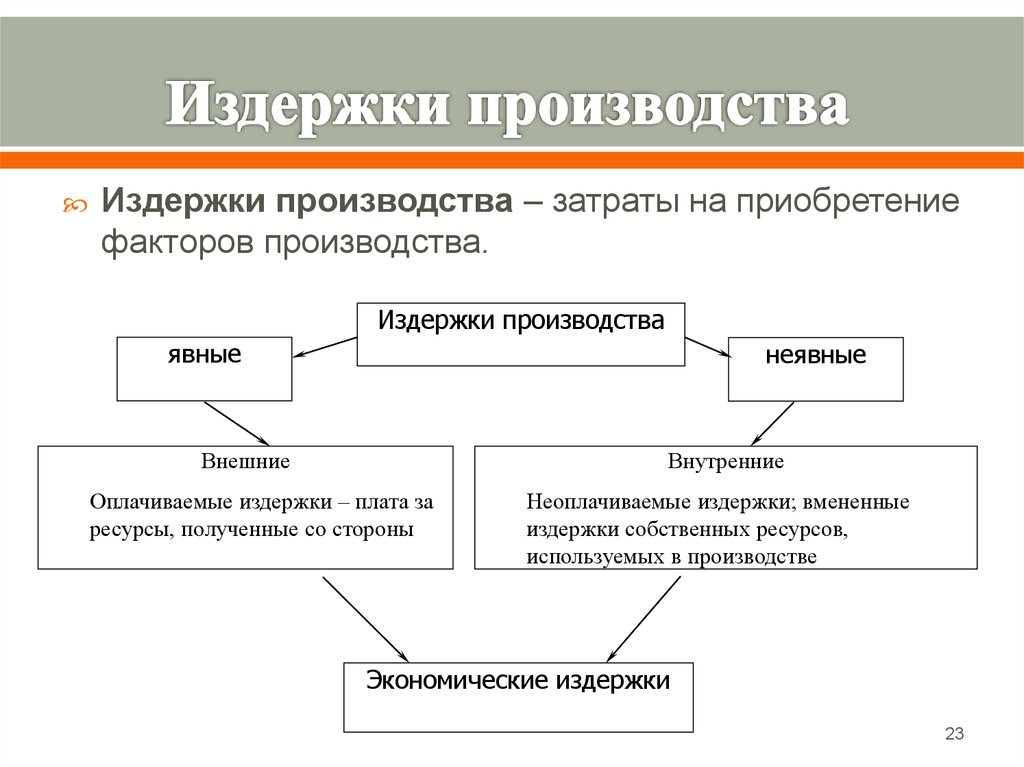 Издержки производства
Издержки производства – затраты на приобретение
факторов производства.
Издержки производства
явные
неявные
Внешние
Оплачиваемые издержки – плата за
ресурсы, полученные со стороны
Внутренние
Неоплачиваемые издержки; вмененные
издержки собственных ресурсов,
используемых в производстве
Экономические издержки
23